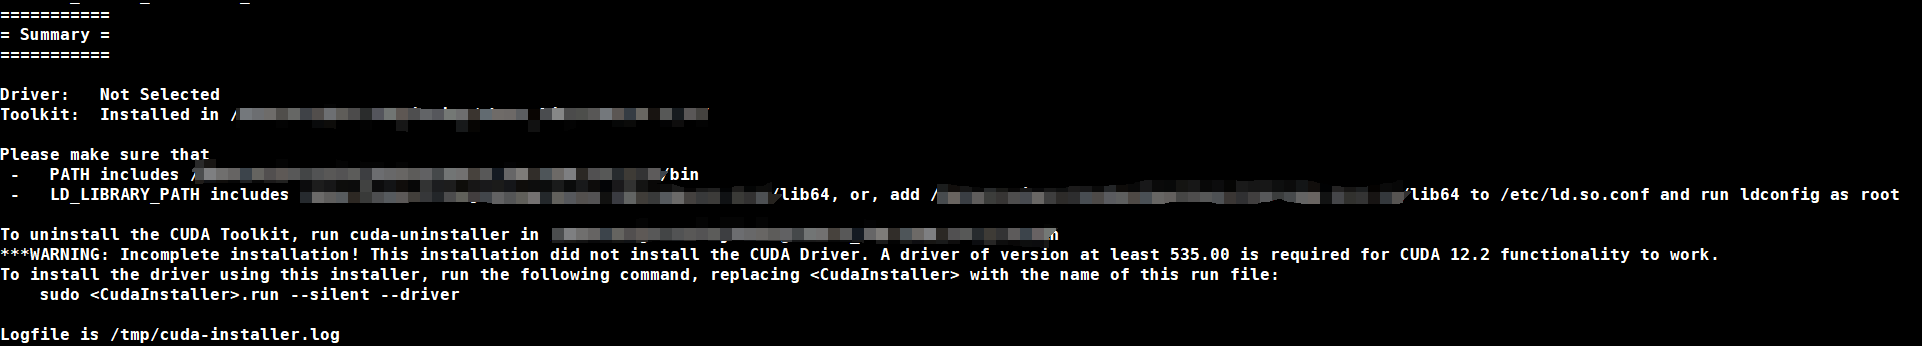 ===========
= Summary =
===========
Driver:   Not Selected
Toolkit:  Installed in /
Please make sure that
 -   PATH includes /bin
 -   LD_LIBRARY_PATH includes /lib64, or, add /lib64 to /etc/ld.so.conf and run ldconfig as root
To uninstall the CUDA Toolkit, run cuda-uninstaller in
***WARNING: Incomplete installation! This installation did not install the CUDA Driver. A driver of version at least 535.00 is required for CUDA 12.2 functionality to work.
To install the driver using this installer, run the following command, replacing <CudaInstaller> with the name of this run file:
    sudo <CudaInstaller>.run --silent --driver
Logfile is /tmp/cuda-installer.log